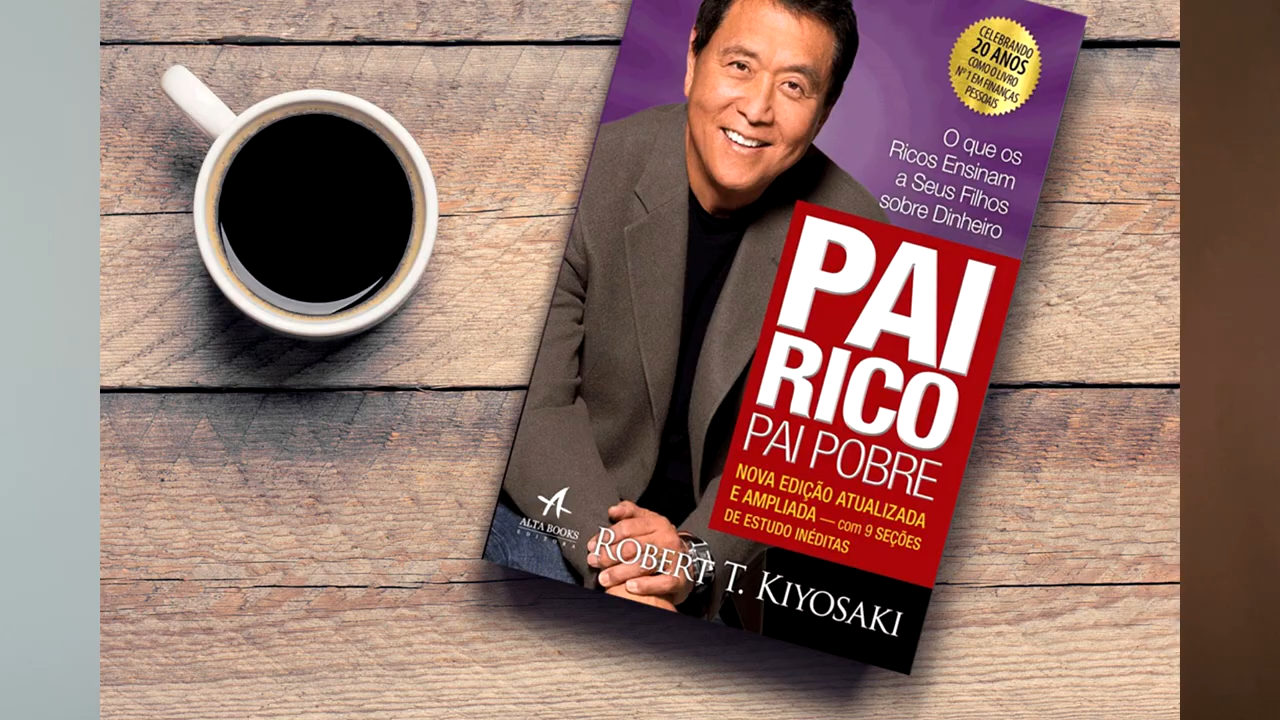 CELEBRANDO
20 ANOS
COMO O LIVRO
Nº 1 EM FINANÇAS
PESSOAIS
O que os
Ricos Ensinam
a Seus Filhos
sobre Dinheiro
PAI
RICO
PAI POBRE
NOVA EDIÇÃO ATUALIZADA
E AMPLIADA — com 9 SEÇÕES
DE ESTUDO INÉDITAS
ALTA BOOKS
EDITORA
ROBERT T. KIYOSAKI